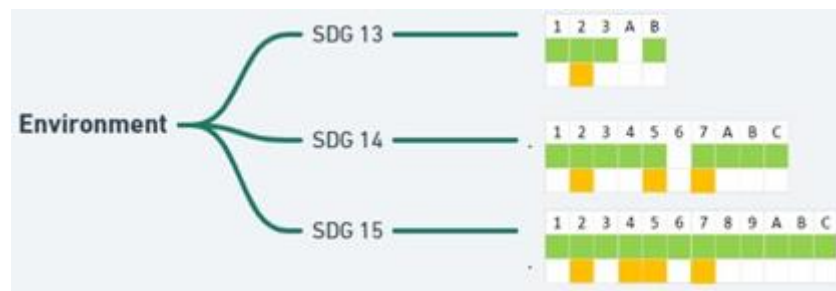 1 2 3 A B
SDG 13
Environment
1 2 3 4 5 6 7 A B C
SDG 14
1 2 3 4 5 6 7 8 9 A B C
SDG 15